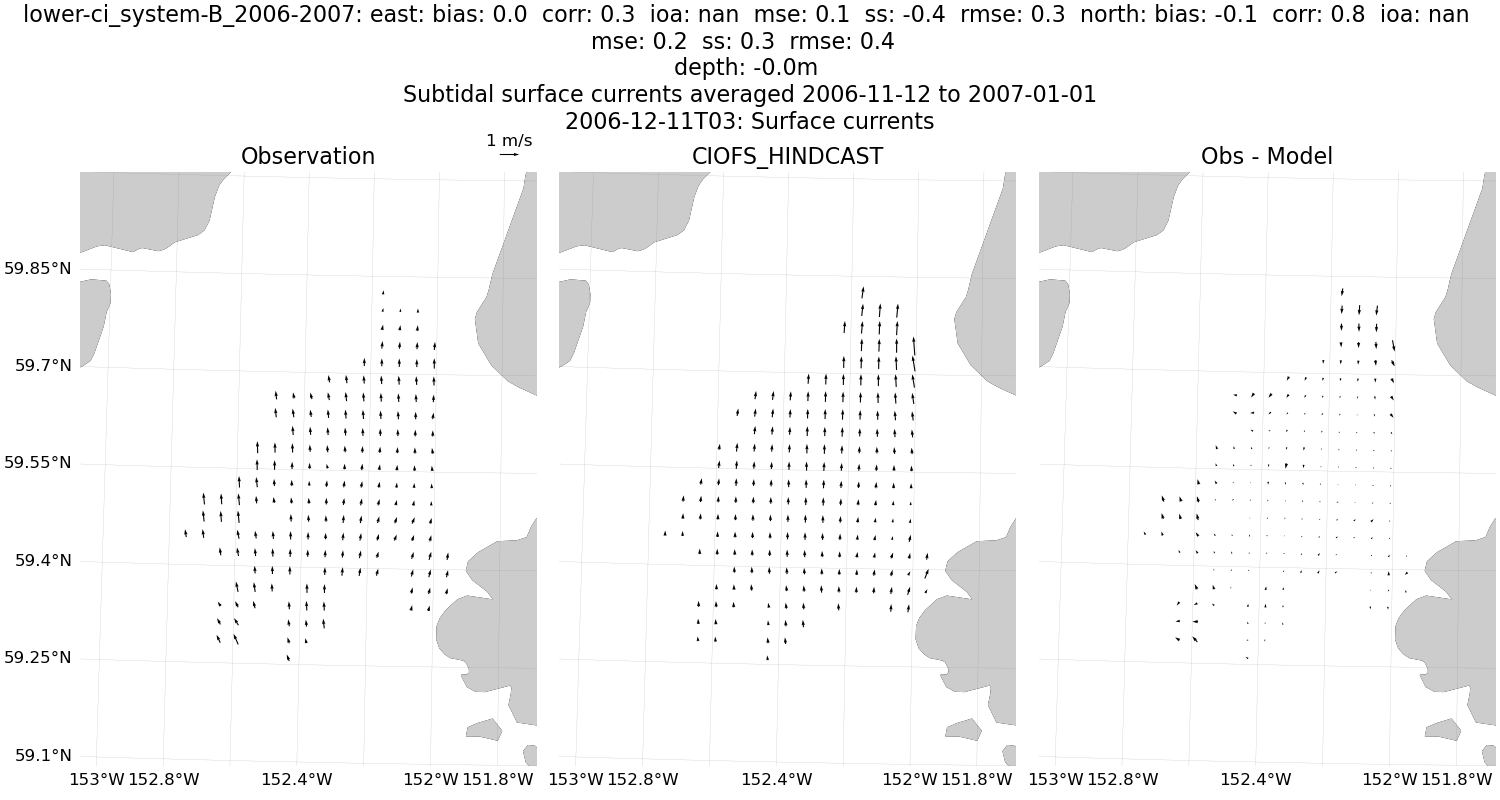 lower-ci_system-B_2006-2007: east: bias: 0.0  corr: 0.3  ioa: nan  mse: 0.1  ss: -0.4  rmse: 0.3  north: bias: -0.1  corr: 0.8  ioa: nan
mse: 0.2  ss: 0.3  rmse: 0.4
depth: -0.0m
Subtidal surface currents averaged 2006-11-12 to 2007-01-01
2006-12-11T03: Surface currents
1 m/s
Observation
CIOFS_HINDCAST
Obs - Model
59.85°N
59.7°N
59.55°N
59.4°N
59.25°N
59.1°N
153°W 152.8°W 152.4°W 152°W 151.8°W
153°W 152.8°W 152.4°W 152°W 151.8°W
153°W 152.8°W 152.4°W 152°W 151.8°W